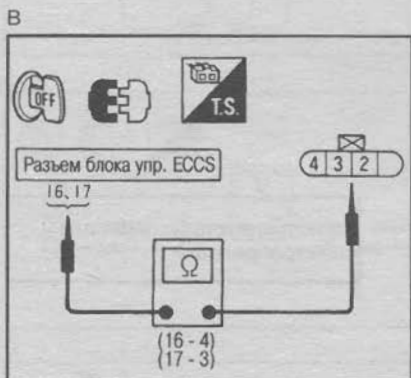 B
OFF
T.S.
Разъем блока упр. ECCS
16, 17
4 3 2
Ω
(16 - 4)
(17 - 3)